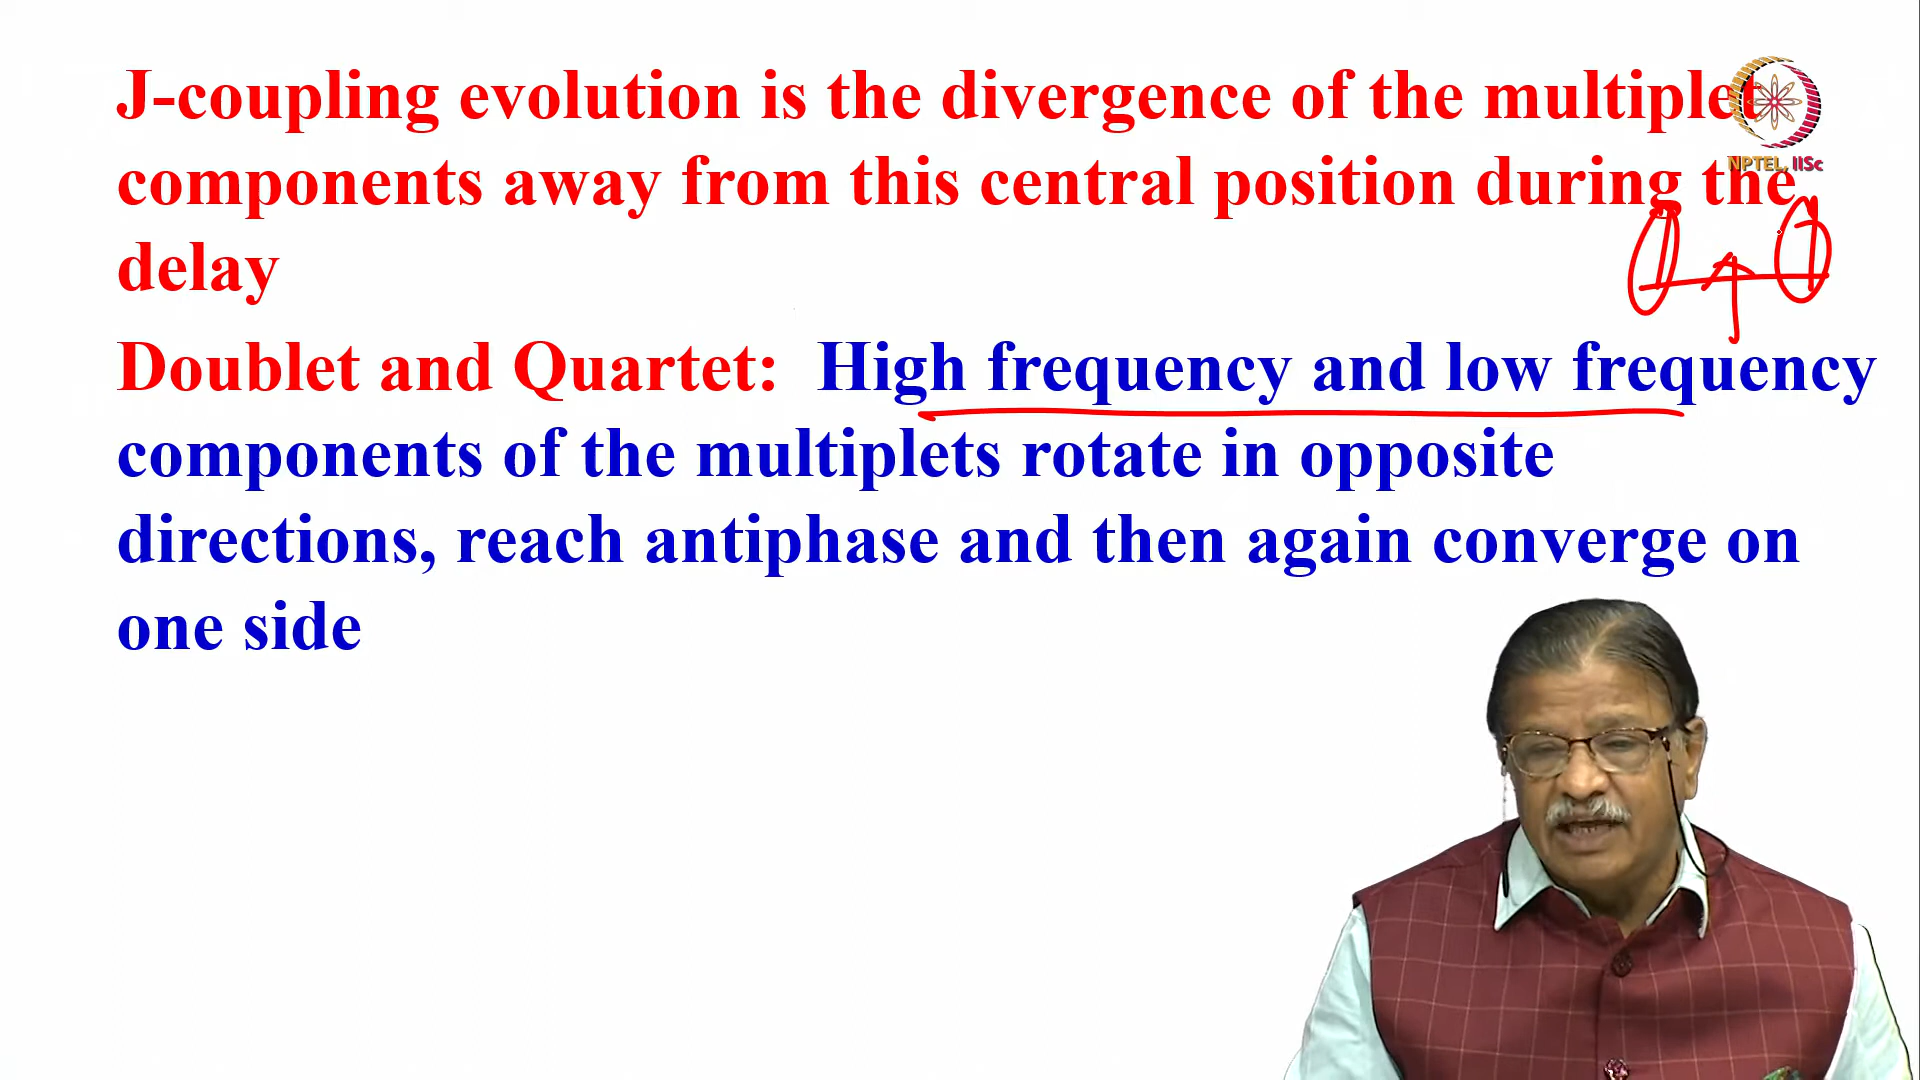 J-coupling evolution is the divergence of the multiplet
components away from this central position during the
delay
Doublet and Quartet: High frequency and low frequency
components of the multiplets rotate in opposite
directions, reach antiphase and then again converge on
one side
NPTEL, IISc